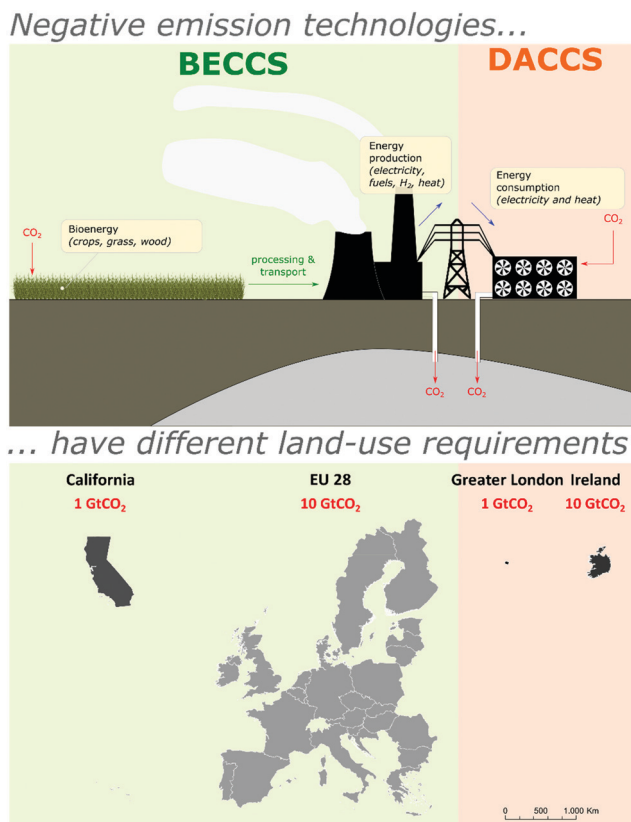 Negative emission technologies...
BECCS
DACCS
Energy
production
(electricity,
fuels, H₂, heat)
Energy
consumption
(electricity and heat)
CO₂
Bioenergy
(crops, grass, wood)
CO₂
processing &
transport
CO₂
CO₂
... have different land-use requirements
California
1 GtCO₂
EU 28
10 GtCO₂
Greater London
1 GtCO₂
Ireland
10 GtCO₂
0 500 1.000 Km